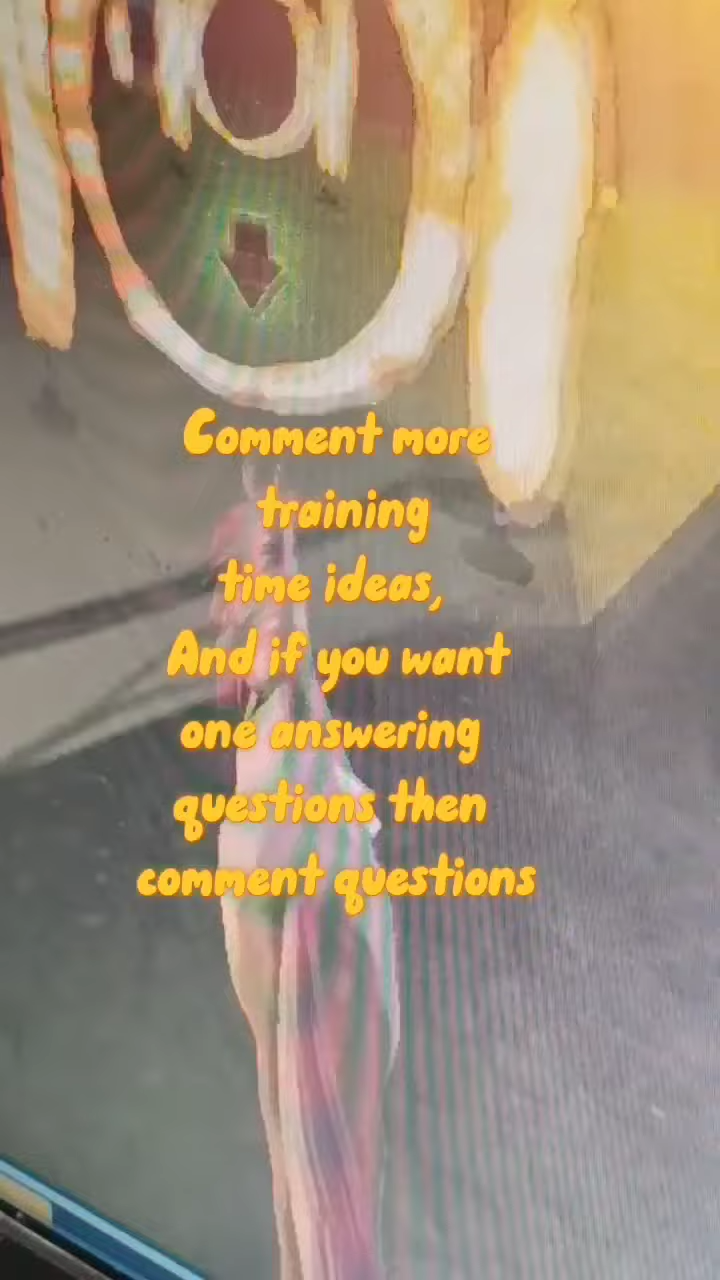 Comment more
training
time ideas,
And if you want
one answering
questions then
comment questions